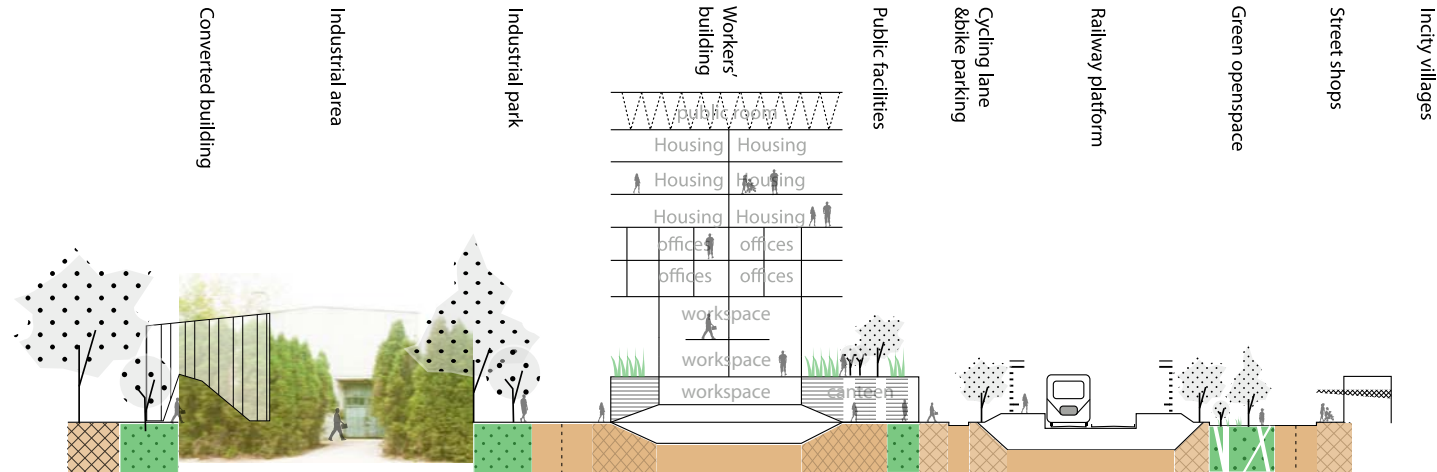 Converted building
Industrial area
Industrial park
Workers'
building
Public facilities
Cycling lane
&bike parking
Railway platform
Green openspace
Street shops
Incity villages
public room
Housing Housing
Housing Housing
Housing Housing
offices offices
offices offices
workspace
workspace
workspace
canteen